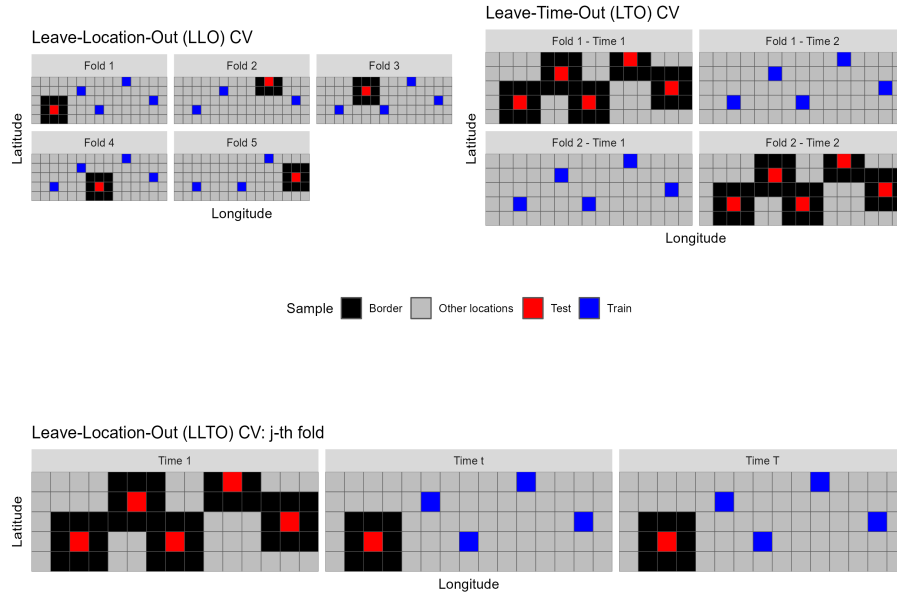 Leave-Location-Out (LLO) CV
Fold 1
Fold 2
Fold 3
Fold 4
Fold 5
Latitude
Longitude
Leave-Time-Out (LTO) CV
Fold 1 - Time 1
Fold 1 - Time 2
Fold 2 - Time 1
Fold 2 - Time 2
Latitude
Longitude
Sample Border Other locations Test Train
Leave-Location-Out (LLTO) CV: j-th fold
Time 1
Time t
Time T
Latitude
Longitude